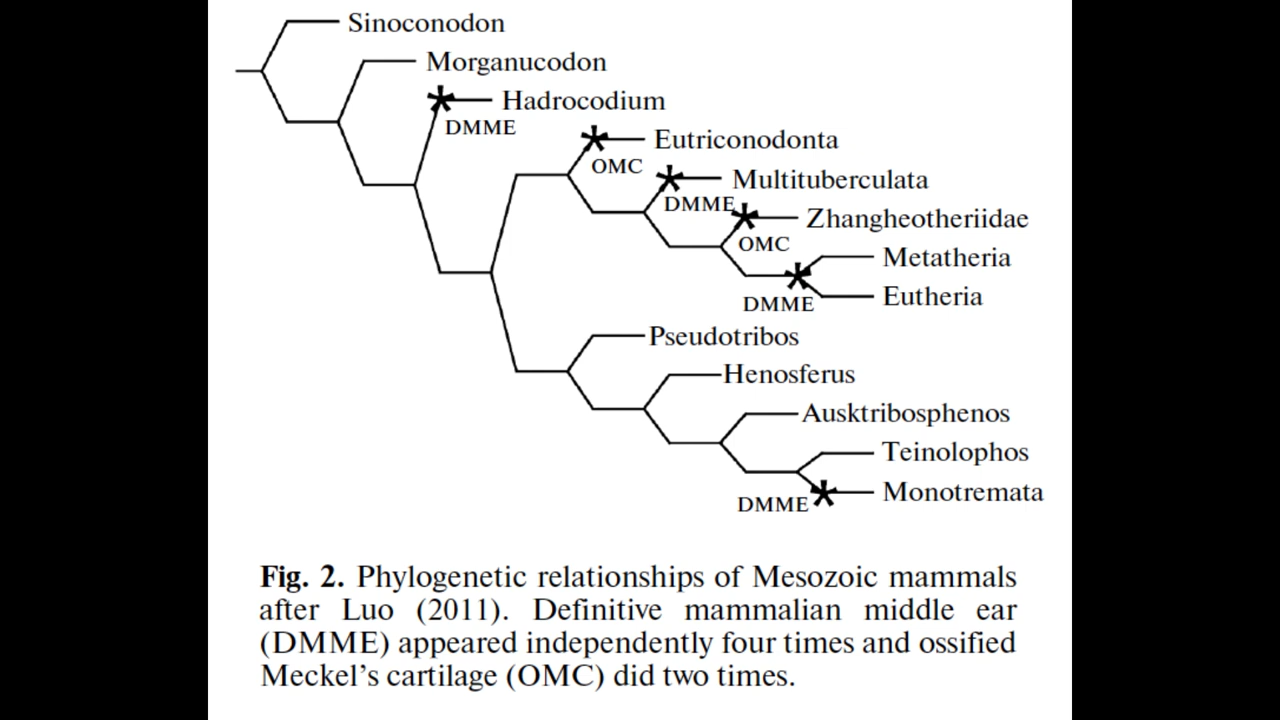 Sinoconodon
Morganucodon
Hadrocodium
DMME
Eutriconodonta
OMC
Multituberculata
DMME
Zhangheotheriidae
OMC
Metatheria
Eutheria
DMME
Pseudotribos
Henosferus
Ausktribosphenos
Teinolophos
Monotremata
DMME
Fig. 2. Phylogenetic relationships of Mesozoic mammals
after Luo (2011). Definitive mammalian middle ear
(DMME) appeared independently four times and ossified
Meckel's cartilage (OMC) did two times.